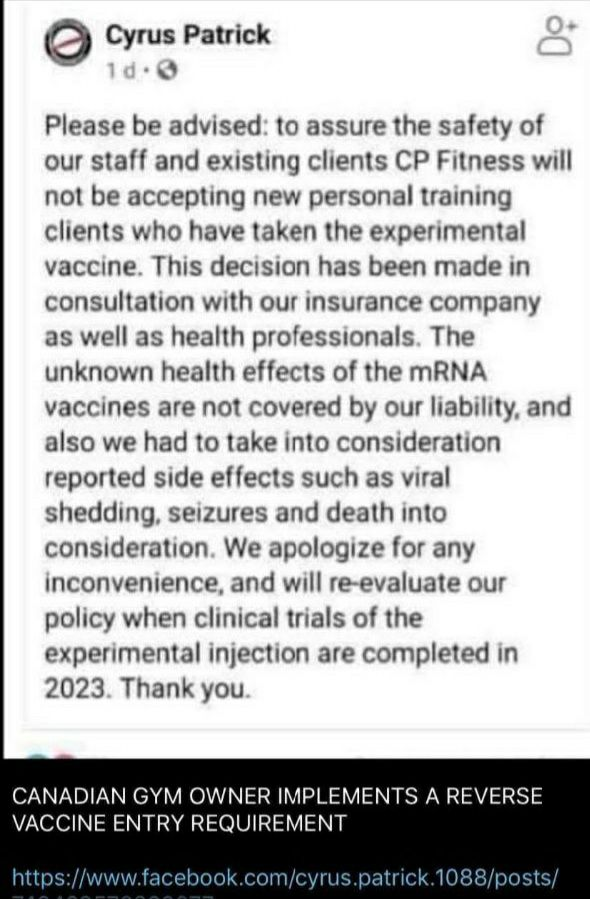 Cyrus Patrick
1 d ·
Please be advised: to assure the safety of
our staff and existing clients CP Fitness will
not be accepting new personal training
clients who have taken the experimental
vaccine. This decision has been made in
consultation with our insurance company
as well as health professionals. The
unknown health effects of the mRNA
vaccines are not covered by our liability, and
also we had to take into consideration
reported side effects such as viral
shedding, seizures and death into
consideration. We apologize for any
inconvenience, and will re-evaluate our
policy when clinical trials of the
experimental injection are completed in
2023. Thank you.
CANADIAN GYM OWNER IMPLEMENTS A REVERSE
VACCINE ENTRY REQUIREMENT
https://www.facebook.com/cyrus.patrick.1088/posts/